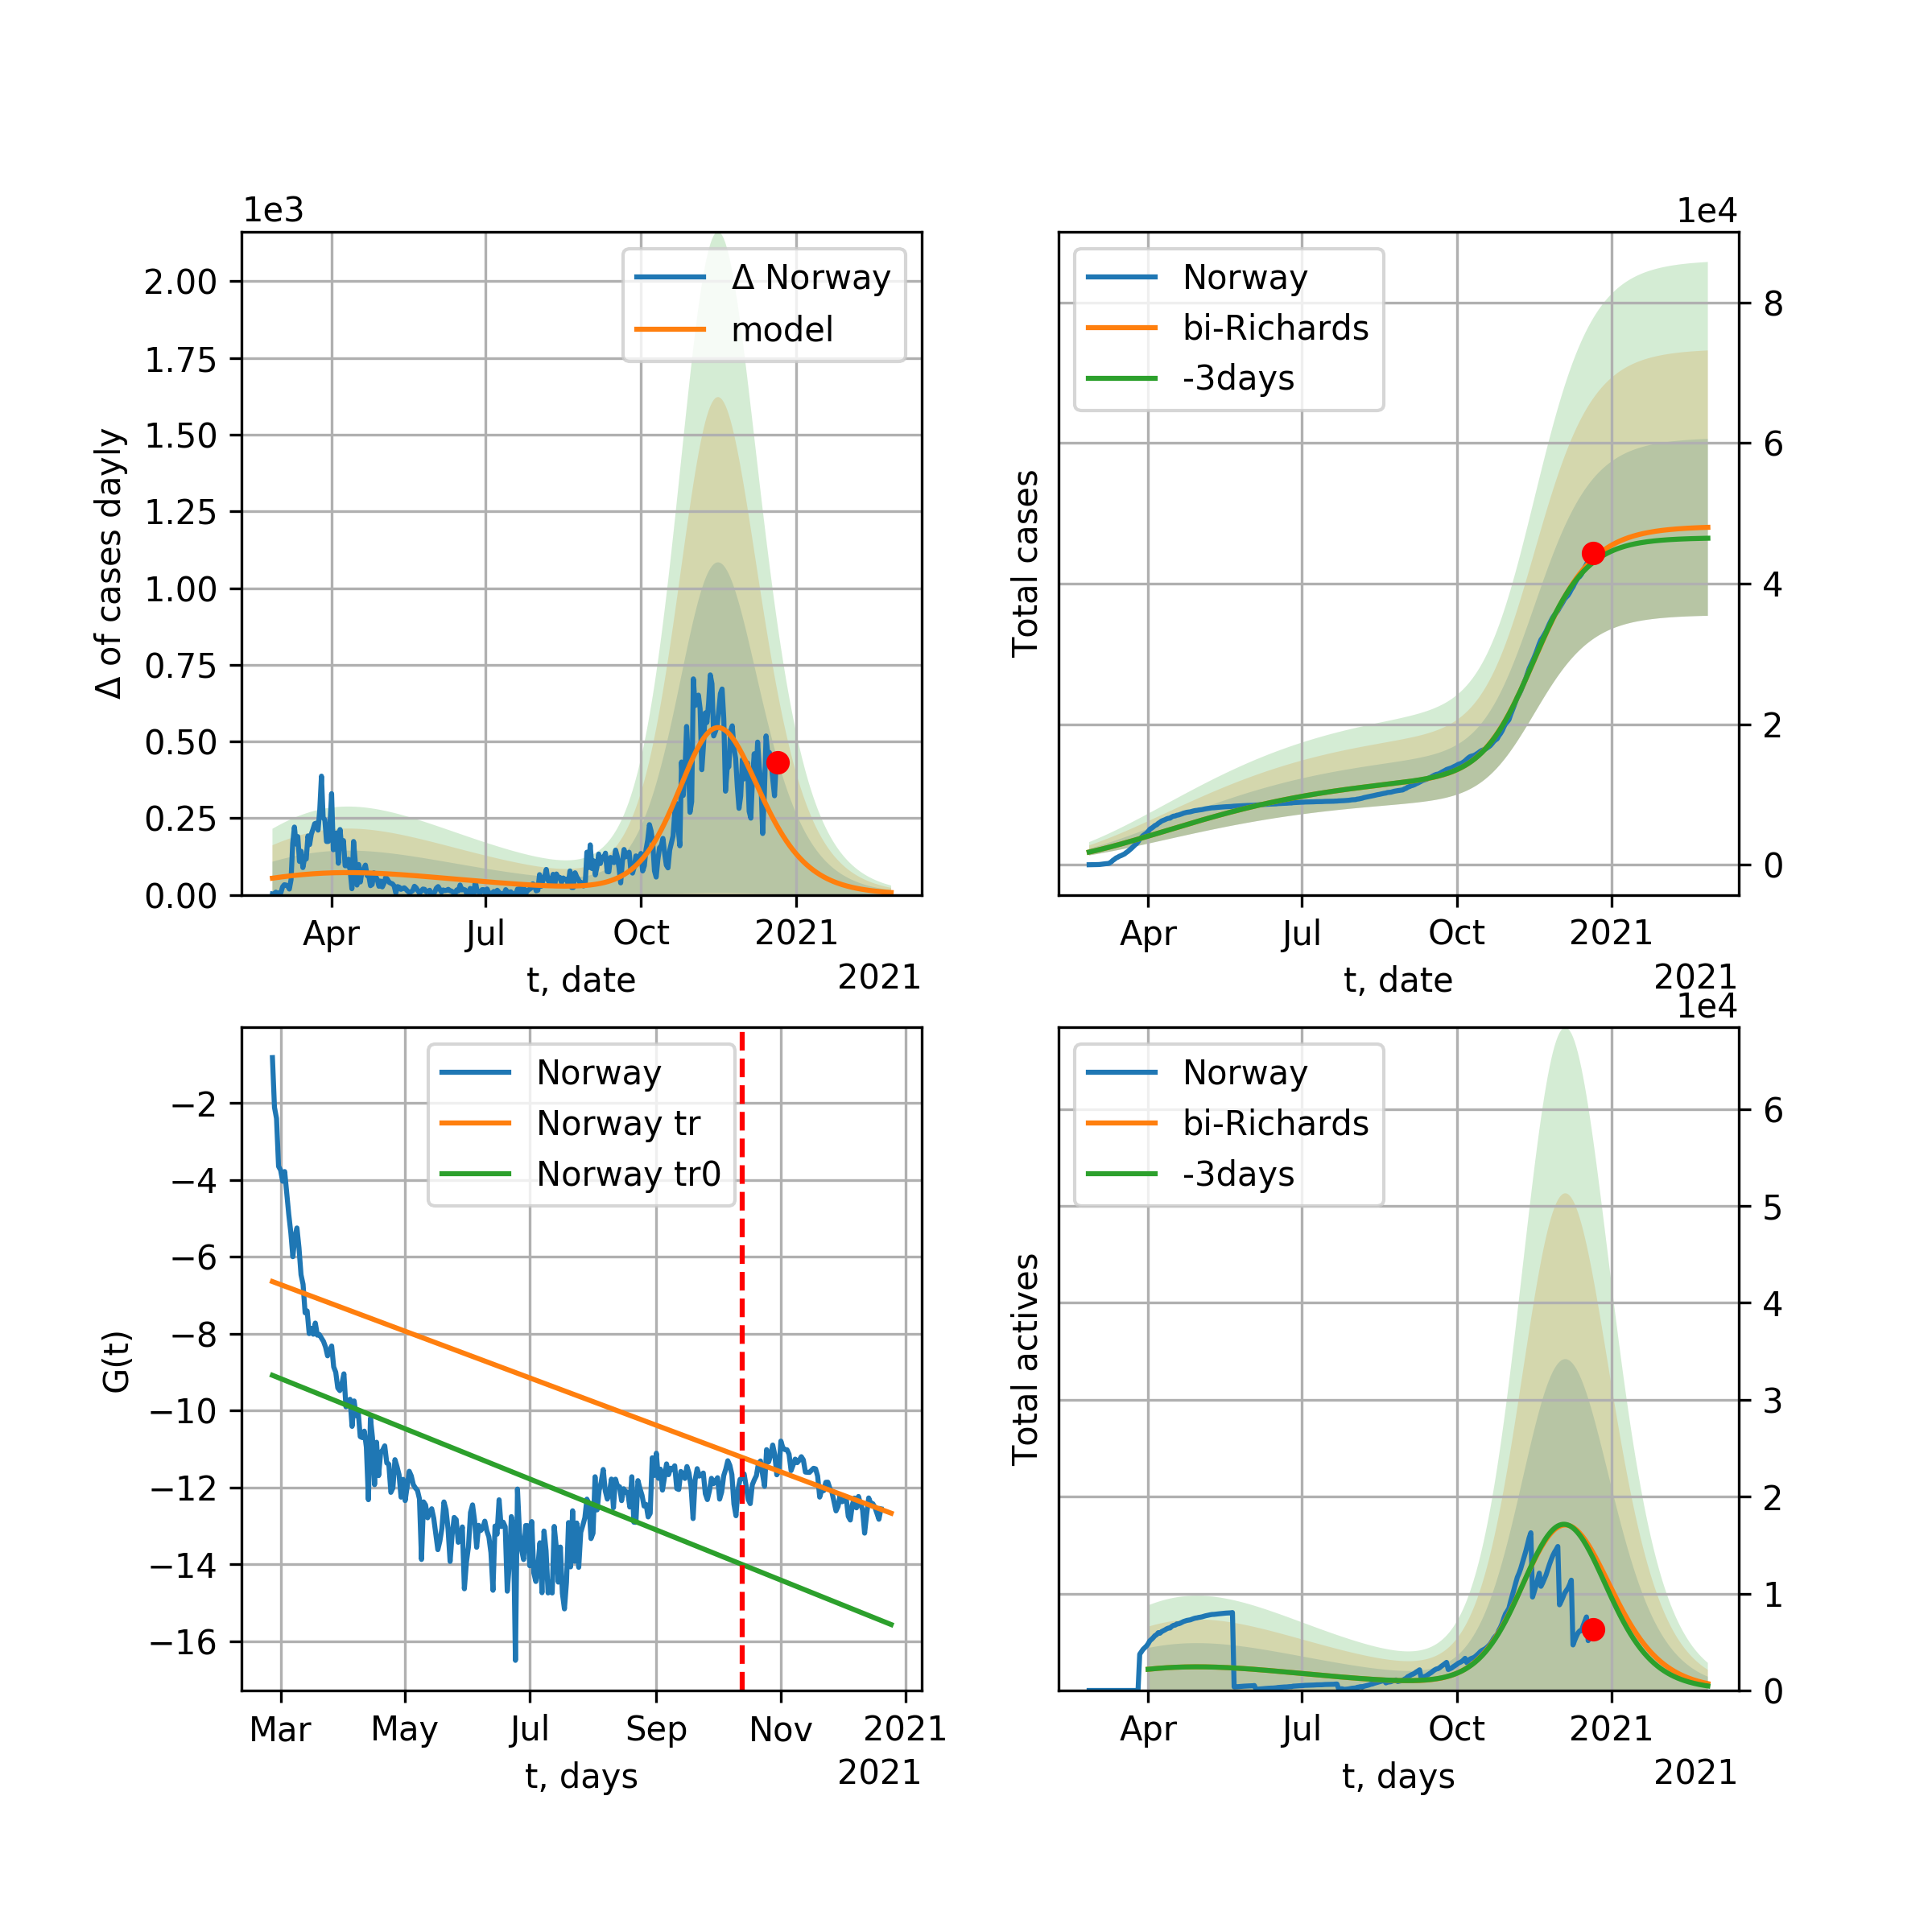 1e3
2.00
1.75
1.50
1.25
1.00
0.75
0.50
0.25
0.00
Δ of cases dayly
Δ Norway
model
Apr
Jul
Oct
2021
t, date
2021
1e4
Norway
bi-Richards
-3days
Total cases
8
6
4
2
0
Apr
Jul
Oct
2021
t, date
2021
−2
−4
−6
−8
−10
−12
−14
−16
G(t)
Norway
Norway tr
Norway tr0
Mar
May
Jul
Sep
Nov
2021
t, days
2021
1e4
Norway
bi-Richards
-3days
Total actives
6
5
4
3
2
1
0
Apr
Jul
Oct
2021
t, days
2021